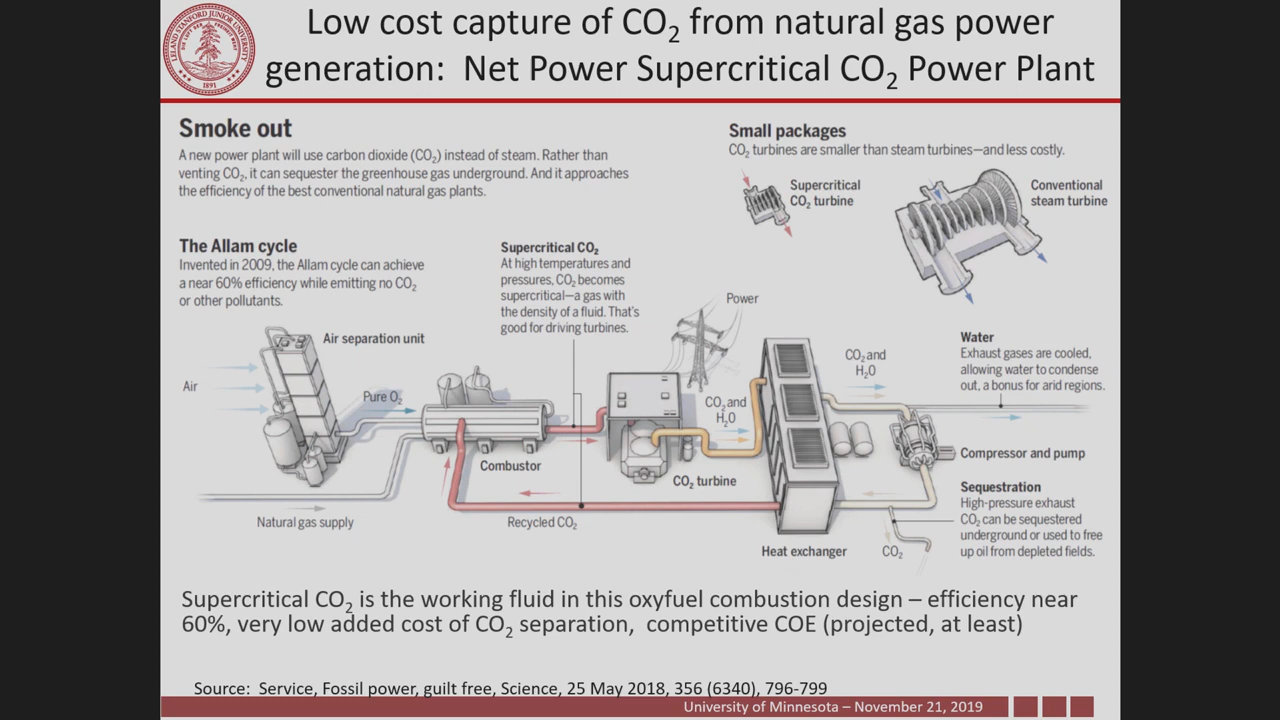 Low cost capture of CO₂ from natural gas power
generation: Net Power Supercritical CO₂ Power Plant
LELAND STANFORD JUNIOR UNIVERSITY
1891
Smoke out
A new power plant will use carbon dioxide (CO₂) instead of steam. Rather than
venting CO₂, it can sequester the greenhouse gas underground. And it approaches
the efficiency of the best conventional natural gas plants.
Small packages
CO₂ turbines are smaller than steam turbines—and less costly.
Supercritical
CO₂ turbine
Conventional
steam turbine
The Allam cycle
Invented in 2009, the Allam cycle can achieve
a near 60% efficiency while emitting no CO₂
or other pollutants.
Supercritical CO₂
At high temperatures and
pressures, CO₂ becomes
supercritical—a gas with
the density of a fluid. That's
good for driving turbines.
Power
Air separation unit
Air
Pure O₂
Combustor
Natural gas supply
Recycled CO₂
CO₂ and
H₂O
CO₂ turbine
CO₂ and
H₂O
Heat exchanger
Water
Exhaust gases are cooled,
allowing water to condense
out, a bonus for arid regions.
Compressor and pump
Sequestration
High-pressure exhaust
CO₂ can be sequestered
underground or used to free
up oil from depleted fields.
CO₂
Supercritical CO₂ is the working fluid in this oxyfuel combustion design – efficiency near
60%, very low added cost of CO₂ separation, competitive COE (projected, at least)
Source: Service, Fossil power, guilt free, Science, 25 May 2018, 356 (6340), 796-799
University of Minnesota – November 21, 2019